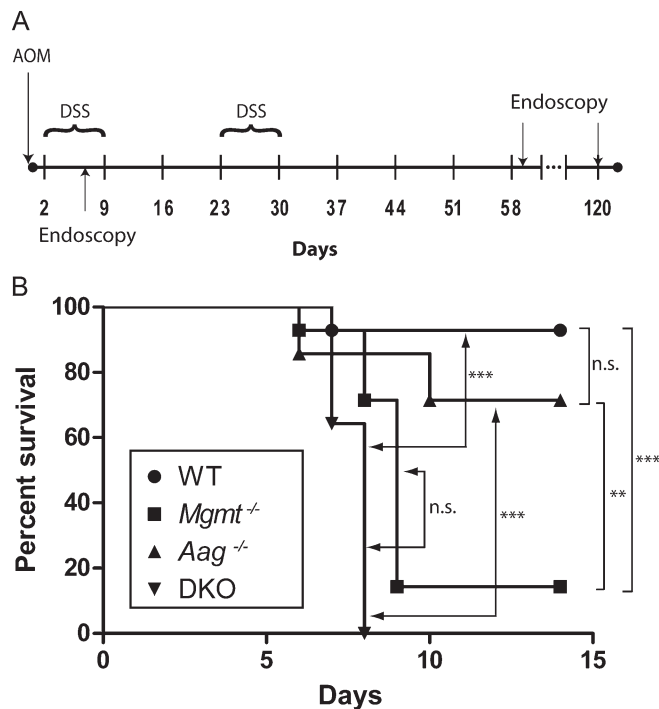 A
AOM
DSS DSS
Endoscopy
2 9 16 23 30 37 44 51 58 ... 120
Endoscopy
Days
B
Percent survival
100
80
60
40
20
0
0 5 10 15
Days
WT
Mgmt -/-
Aag -/-
DKO
***
n.s.
***
n.s.
**
***